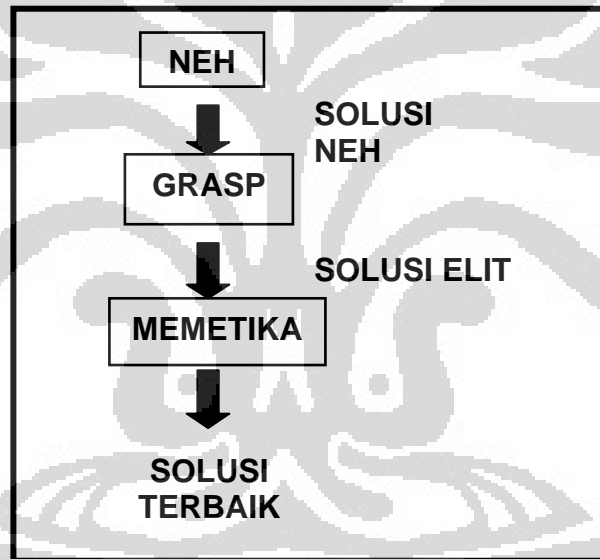 NEH
SOLUSI
NEH
GRASP
SOLUSI ELIT
MEMETIKA
SOLUSI
TERBAIK